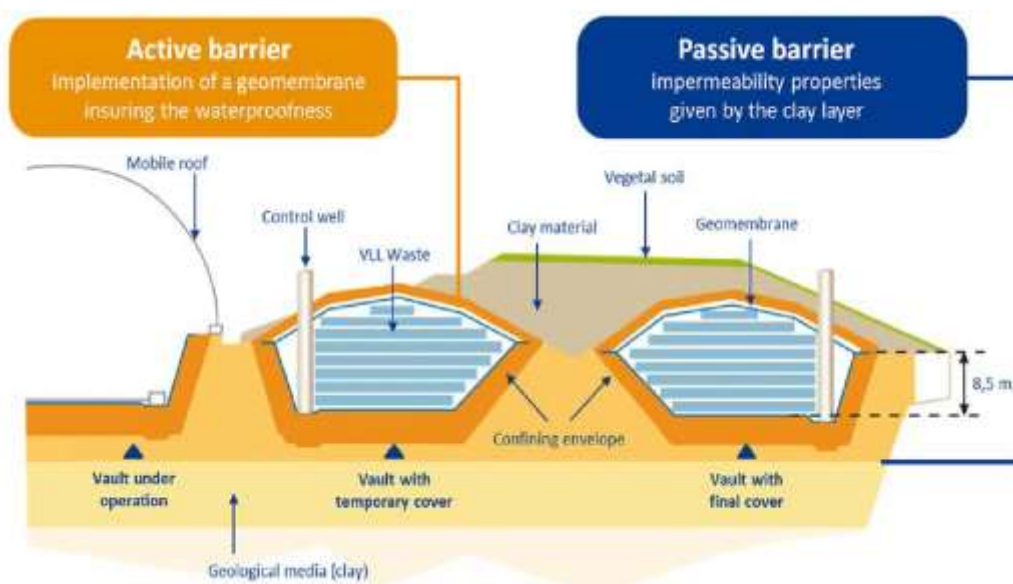 Active barrier
implementation of a geomembrane
insuring the waterproofness
Passive barrier
impermeability properties
given by the clay layer
Mobile roof
Control well
VLL Waste
Clay material
Vegetal soil
Geomembrane
8,5 m
Confining envelope
Vault under
operation
Vault with
temporary cover
Vault with
final cover
Geological media (clay)